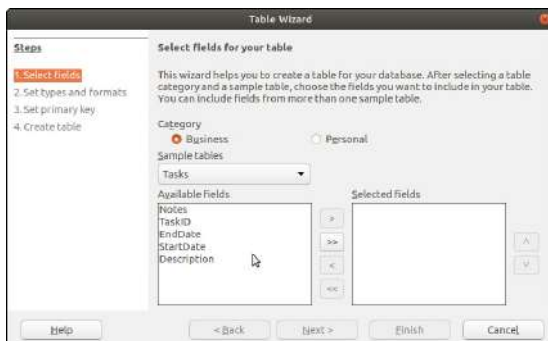 Table Wizard
Steps
1. Select fields
2. Set types and formats
3. Set primary key
4. Create table
Select fields for your table
This wizard helps you to create a table for your database. After selecting a table
category and a sample table, choose the fields you want to include in your table.
You can include fields from more than one sample table.
Category
Business
Personal
Sample tables
Tasks
Available fields
Selected fields
Notes
TaskID
EndDate
StartDate
Description
>
>>
<
<<
Help
< Back
Next >
Finish
Cancel